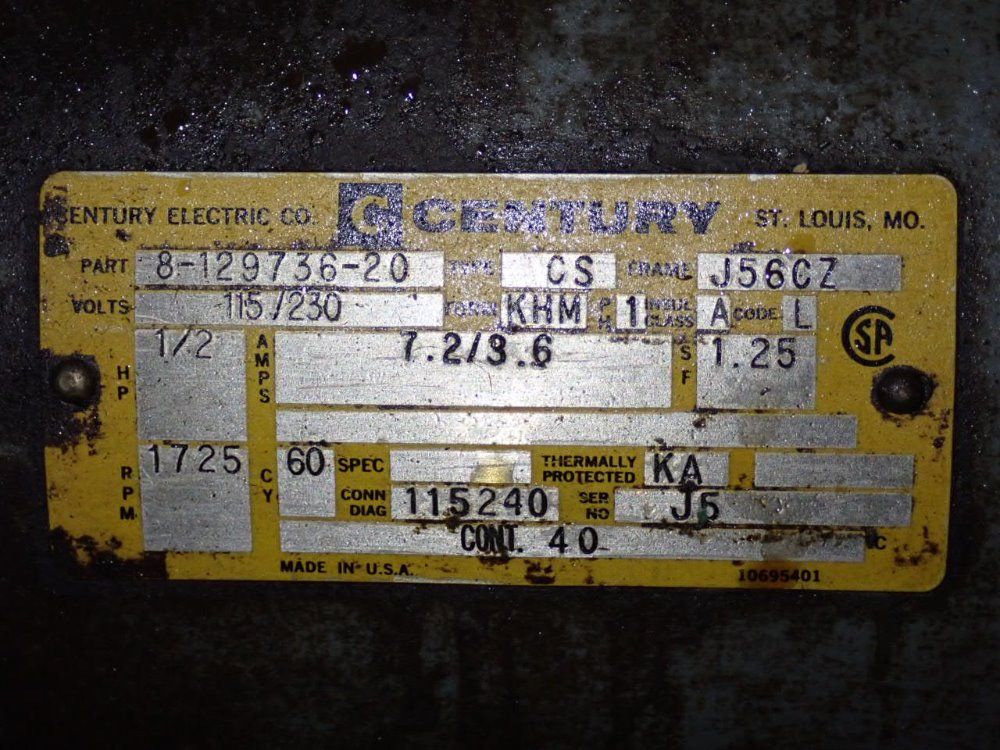 CENTURY ELECTRIC CO. C CENTURY ST. LOUIS, MO.
PART 8-129736-20 TYPE CS FRAME J56CZ
VOLTS 115/230 FORM KHM PH 1 INSUL CLASS A CODE L
HP 1/2 AMPS 7.2/3.6 SF 1.25 CSA
RPM 1725 CY 60 SPEC THERMALLY PROTECTED KA
CONN DIAG 115240 SER NO J5
CONT. 40 °C
MADE IN U.S.A. 10695401